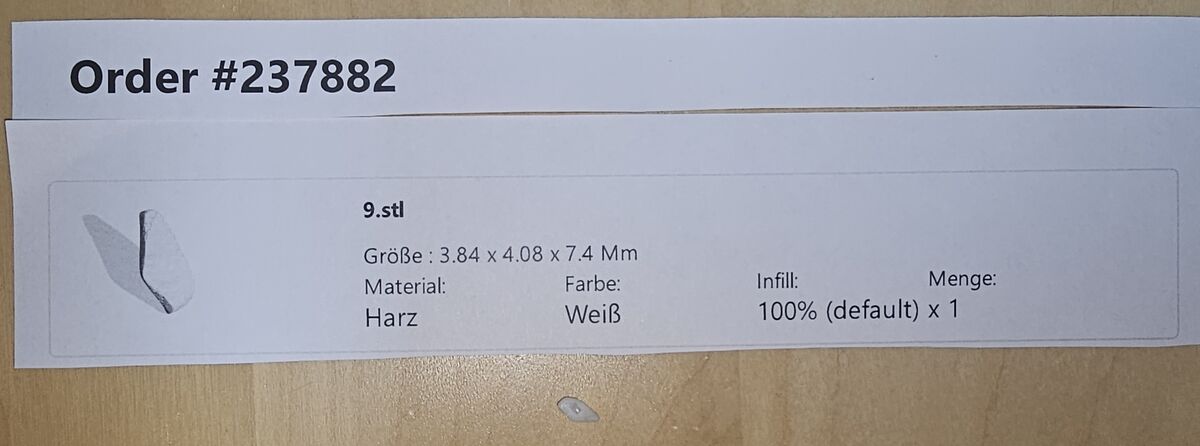 Order #237882
9.stl
Größe : 3.84 x 4.08 x 7.4 Mm
Material: Farbe: Infill: Menge:
Harz Weiß 100% (default) x 1